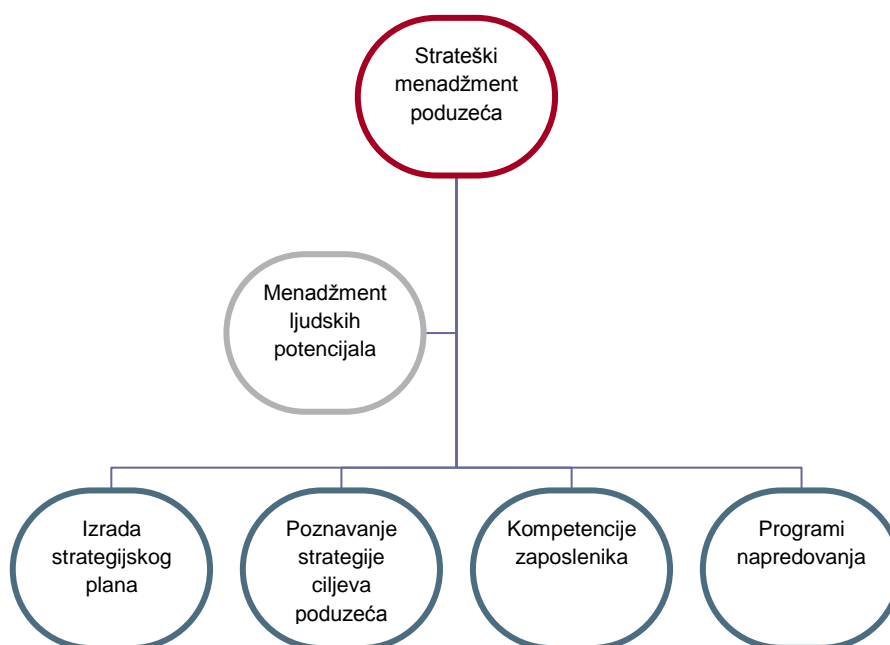 Strateški
menadžment
poduzeća
Menadžment
ljudskih
potencijala
Izrada
strategijskog
plana
Poznavanje
strategije
ciljeva
poduzeća
Kompetencije
zaposlenika
Programi
napredovanja